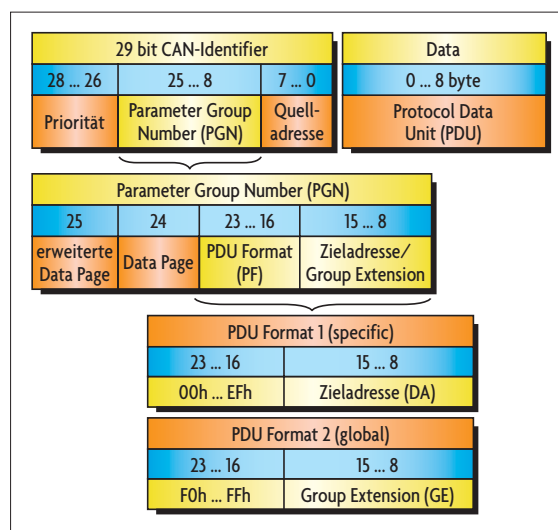 29 bit CAN-Identifier
Data
28 ... 26
25 ... 8
7 ... 0
0 ... 8 byte
Priorität
Parameter Group
Number (PGN)
Quell-
adresse
Protocol Data
Unit (PDU)
Parameter Group Number (PGN)
25
24
23 ... 16
15 ... 8
erweiterte
Data Page
Data Page
PDU Format
(PF)
Zieladresse/
Group Extension
PDU Format 1 (specific)
23 ... 16
15 ... 8
00h ... EFh
Zieladresse (DA)
PDU Format 2 (global)
23 ... 16
15 ... 8
F0h ... FFh
Group Extension (GE)